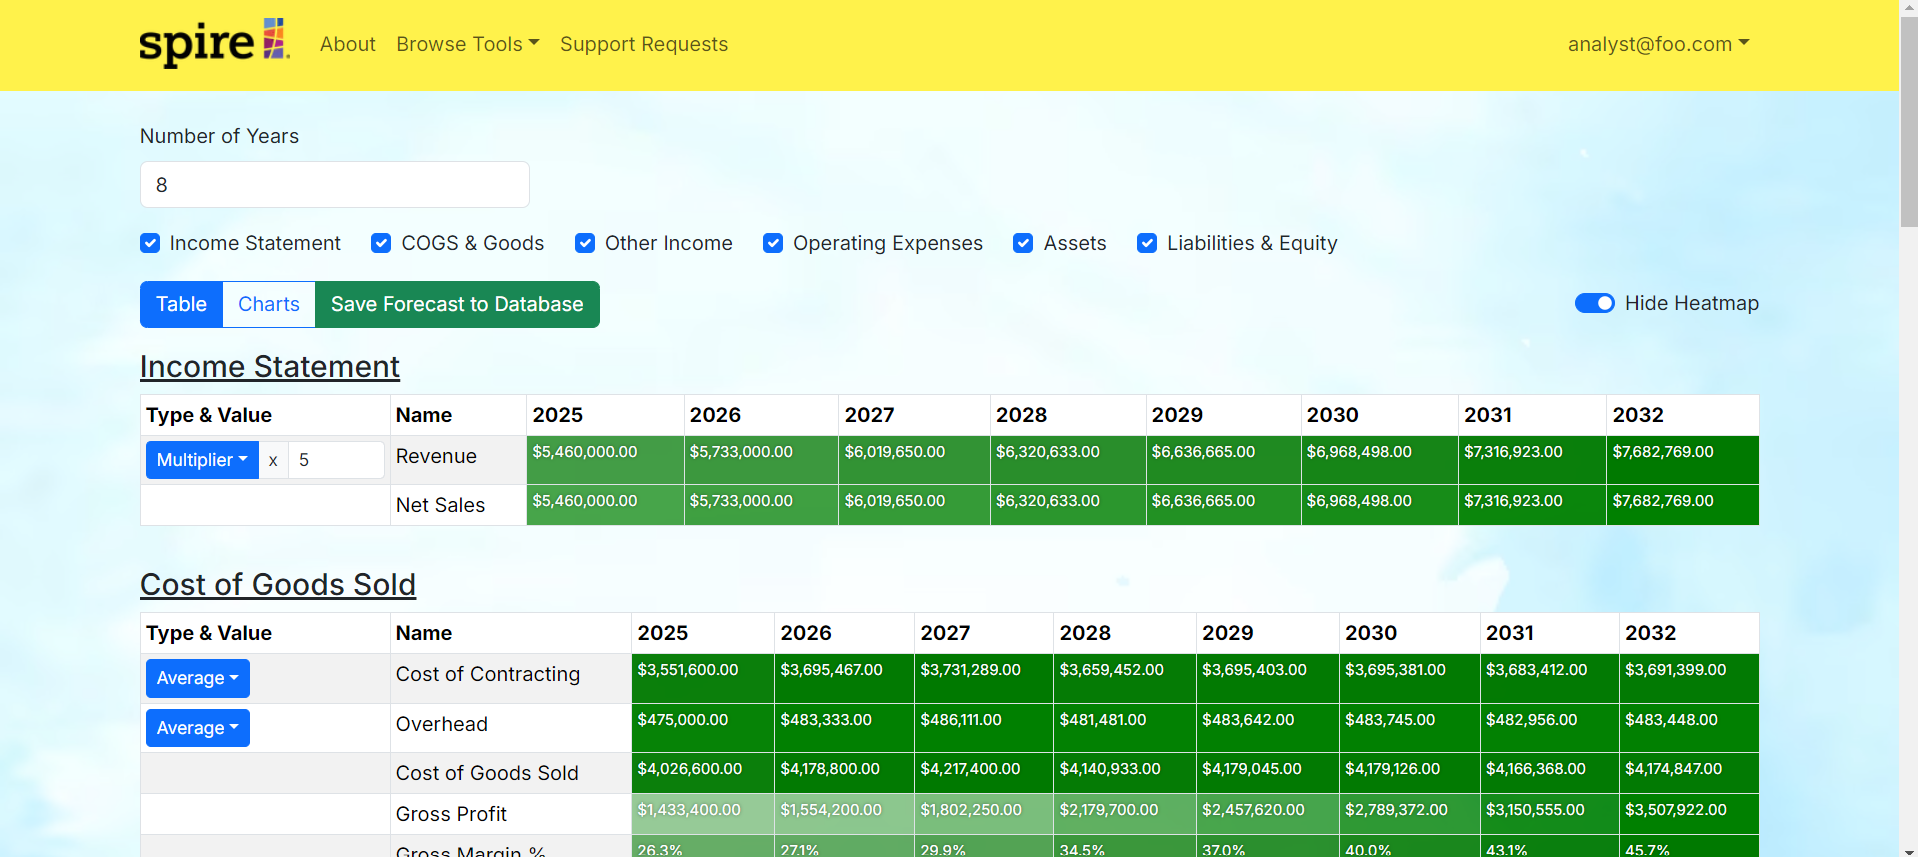 spire About Browse Tools Support Requests analyst@foo.com
Number of Years
8
Income Statement COGS & Goods Other Income Operating Expenses Assets Liabilities & Equity
Table Charts Save Forecast to Database Hide Heatmap
Income Statement
Type & Value Name 2025 2026 2027 2028 2029 2030 2031 2032
Multiplier x 5 Revenue $5,460,000.00 $5,733,000.00 $6,019,650.00 $6,320,633.00 $6,636,665.00 $6,968,498.00 $7,316,923.00 $7,682,769.00
Net Sales $5,460,000.00 $5,733,000.00 $6,019,650.00 $6,320,633.00 $6,636,665.00 $6,968,498.00 $7,316,923.00 $7,682,769.00
Cost of Goods Sold
Type & Value Name 2025 2026 2027 2028 2029 2030 2031 2032
Average Cost of Contracting $3,551,600.00 $3,695,467.00 $3,731,289.00 $3,659,452.00 $3,695,403.00 $3,695,381.00 $3,683,412.00 $3,691,399.00
Average Overhead $475,000.00 $483,333.00 $486,111.00 $481,481.00 $483,642.00 $483,745.00 $482,956.00 $483,448.00
Cost of Goods Sold $4,026,600.00 $4,178,800.00 $4,217,400.00 $4,140,933.00 $4,179,045.00 $4,179,126.00 $4,166,368.00 $4,174,847.00
Gross Profit $1,433,400.00 $1,554,200.00 $1,802,250.00 $2,179,700.00 $2,457,620.00 $2,789,372.00 $3,150,555.00 $3,507,922.00
Gross Margin % 26.3% 27.1% 29.9% 34.5% 37.0% 40.0% 43.1% 45.7%